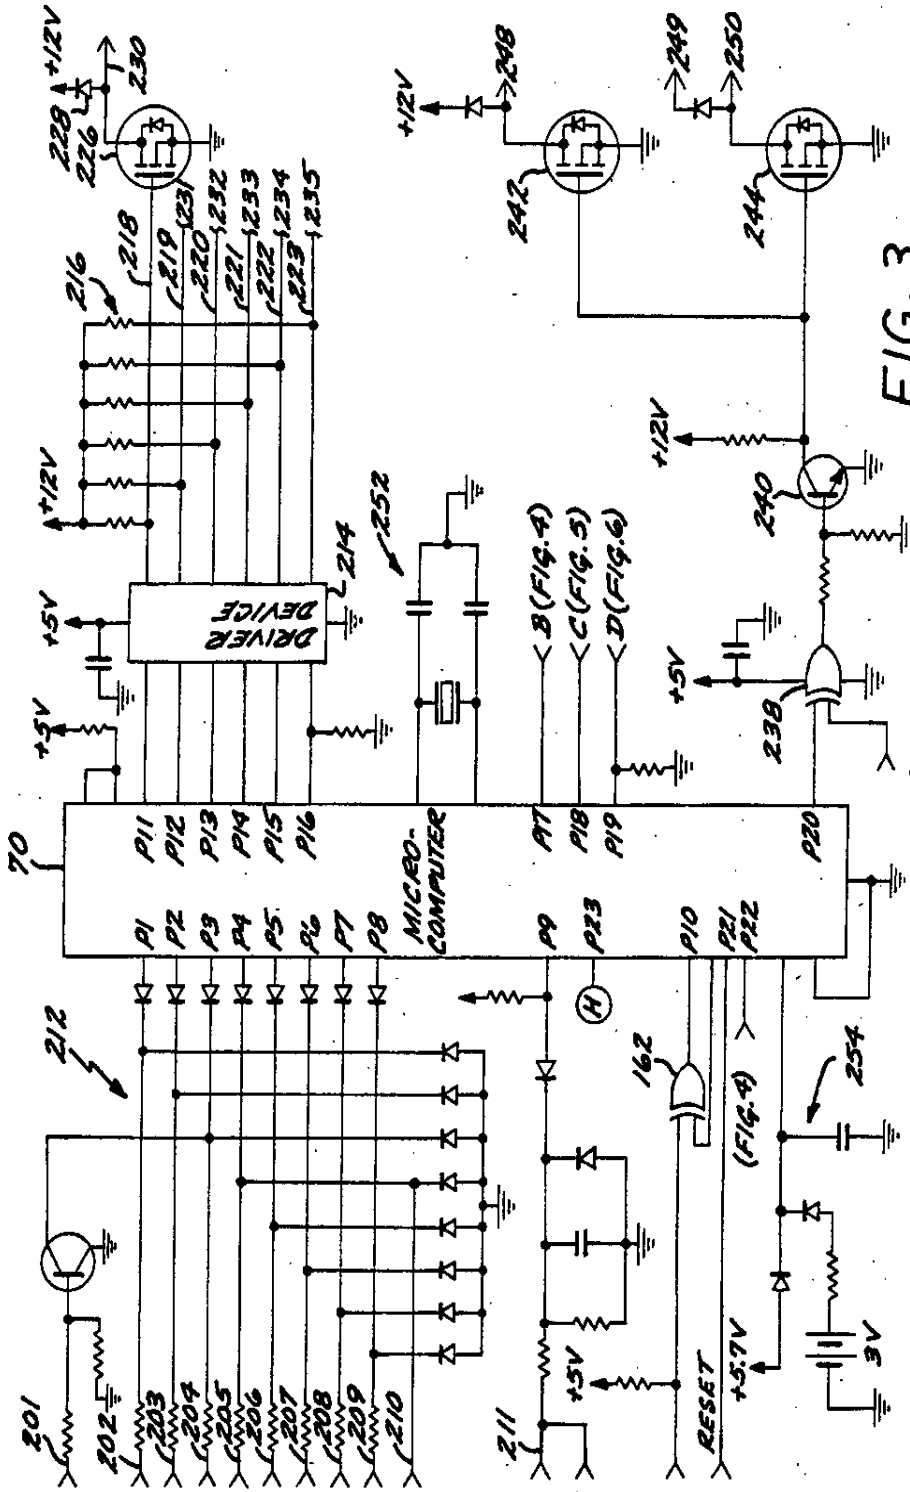 +12V
228
226
230
+12V
248
249
250
242
244
218
219
220
221
222
223
231
232
233
234
235
216
+12V
+12V
240
FIG. 3
+5V
214
DRIVER
DEVICE
252
B (FIG. 4)
C (FIG. 5)
D (FIG. 6)
+5V
238
+5V
70
P11
P12
P13
P14
P15
P16
P17
P18
P19
P20
MICRO-
COMPUTER
P1
P2
P3
P4
P5
P6
P7
P8
P9
P23
P10
P21
P22
212
H
162
(FIG. 4)
254
201
202
203
204
205
206
207
208
209
210
211
+5V
RESET
+5.7V
3V